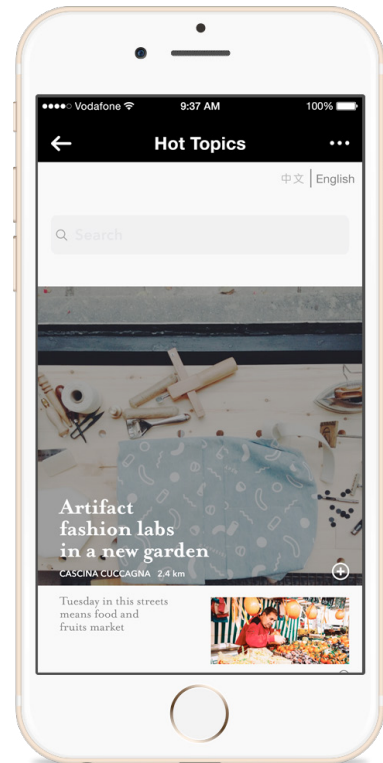 Vodafone 9:37 AM 100%
Hot Topics
中文 | English
Search
Artifact
fashion labs
in a new garden
CASCINA CUCCAGNA 2.4 km
Tuesday in this streets
means food and
fruits market